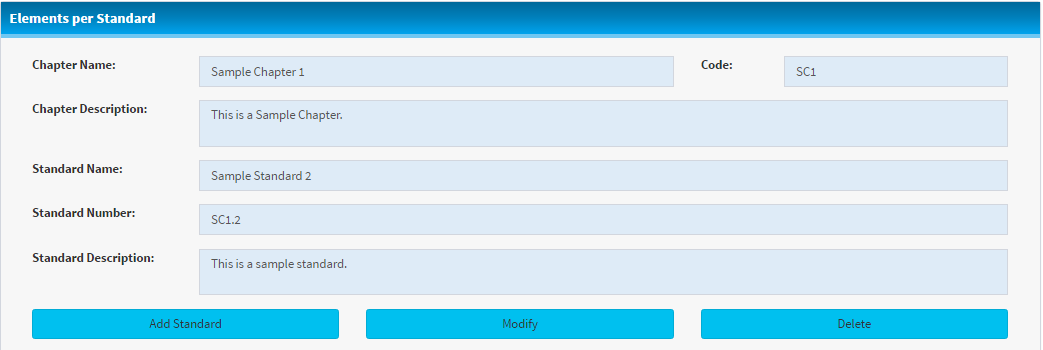 Elements per Standard
Chapter Name: Sample Chapter 1 Code: SC1
Chapter Description: This is a Sample Chapter.
Standard Name: Sample Standard 2
Standard Number: SC1.2
Standard Description: This is a sample standard.
Add Standard Modify Delete